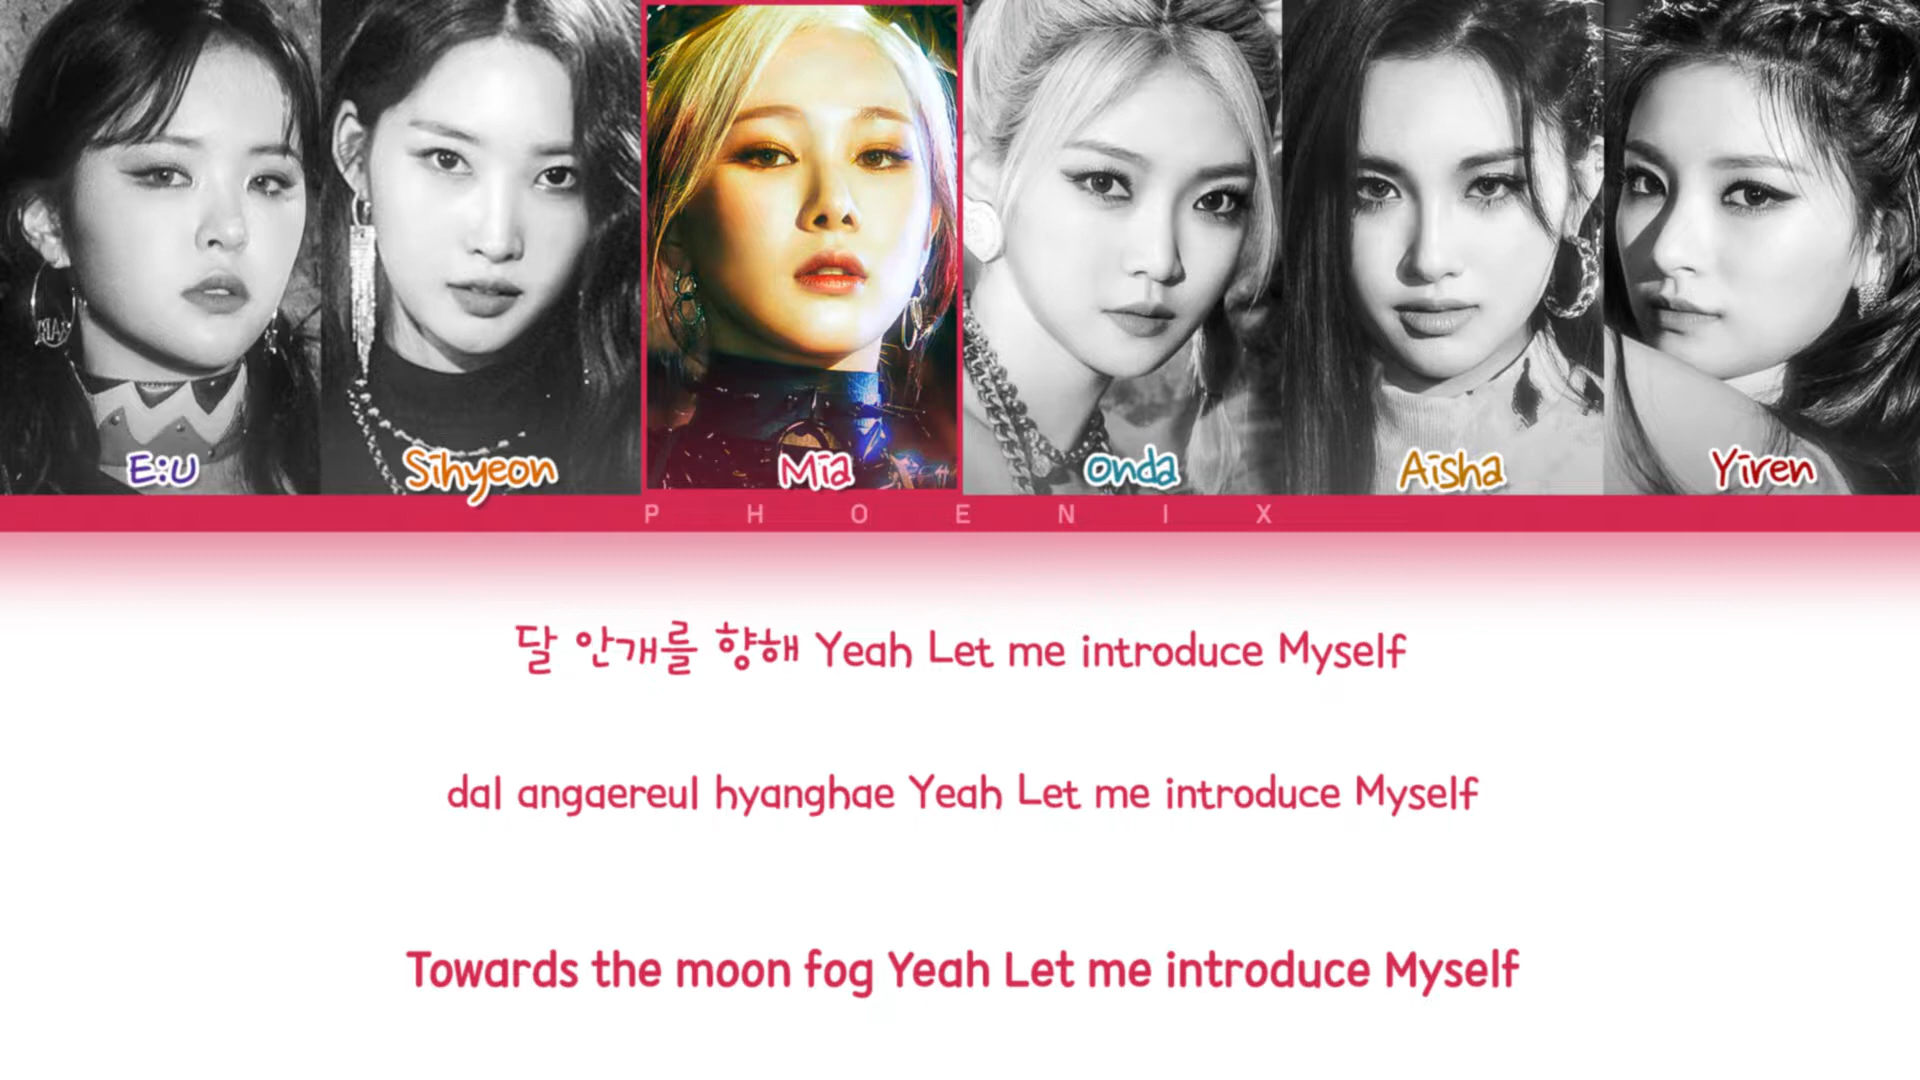 E:U Sihyeon Mia Onda Aisha Yiren
PHOENIX
달 안개를 향해 Yeah Let me introduce Myself
dal angaereul hyanghae Yeah Let me introduce Myself
Towards the moon fog Yeah Let me introduce Myself